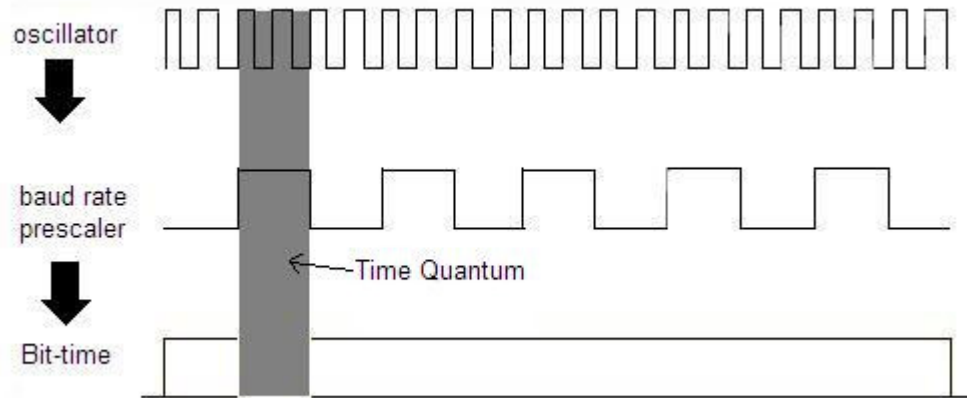 oscillator
baud rate
prescaler
Time Quantum
Bit-time